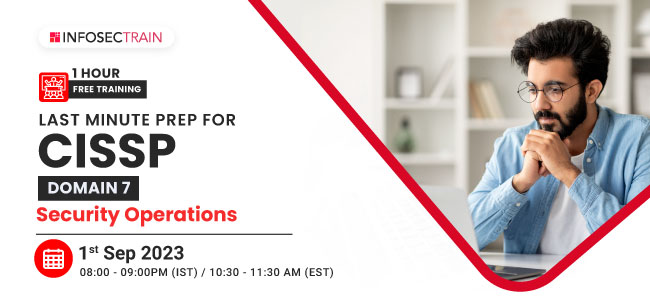 INFOSECTRAIN
1 HOUR
FREE TRAINING
LAST MINUTE PREP FOR
CISSP
DOMAIN 7
Security Operations
1st Sep 2023
08:00 - 09:00PM (IST) / 10:30 - 11:30 AM (EST)